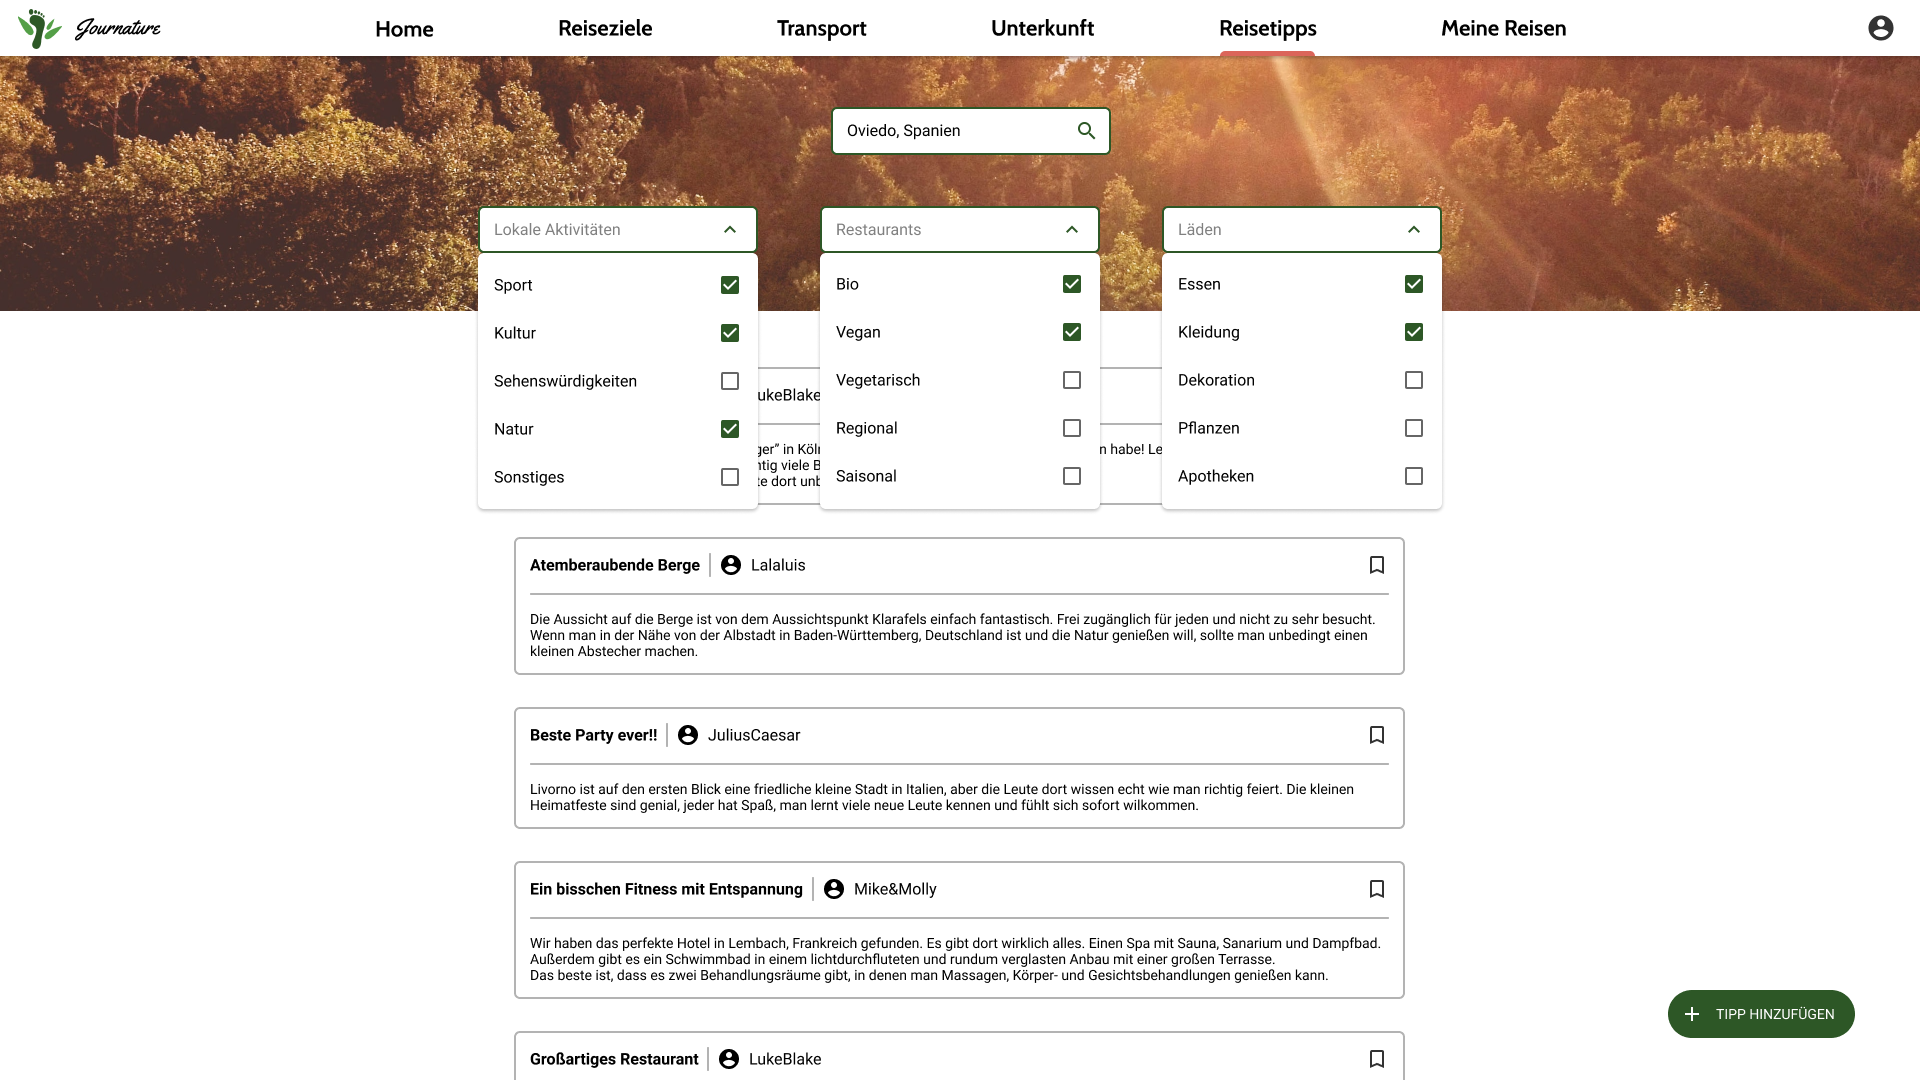 Journature
Home
Reiseziele
Transport
Unterkunft
Reisetipps
Meine Reisen
Oviedo, Spanien
Lokale Aktivitäten
Restaurants
Läden
Sport
Bio
Essen
Kultur
Vegan
Kleidung
Sehenswürdigkeiten
Vegetarisch
Dekoration
ukeBlake
Natur
Regional
Pflanzen
ger” in Köl
n habe! Le
viele B
Sonstiges
Saisonal
Apotheken
te dort unb
Atemberaubende Berge
Lalaluis
Die Aussicht auf die Berge ist von dem Aussichtspunkt Klarafels einfach fantastisch. Frei zugänglich für jeden und nicht zu sehr besucht.
Wenn man in der Nähe von der Albstadt in Baden-Württemberg, Deutschland ist und die Natur genießen will, sollte man unbedingt einen
kleinen Abstecher machen.
Beste Party ever!!
JuliusCaesar
Livorno ist auf den ersten Blick eine friedliche kleine Stadt in Italien, aber die Leute dort wissen echt wie man richtig feiert. Die kleinen
Heimatfeste sind genial, jeder hat Spaß, man lernt viele neue Leute kennen und fühlt sich sofort wilkommen.
Ein bisschen Fitness mit Entspannung
Mike&Molly
Wir haben das perfekte Hotel in Lembach, Frankreich gefunden. Es gibt dort wirklich alles. Einen Spa mit Sauna, Sanarium und Dampfbad.
Außerdem gibt es ein Schwimmbad in einem lichtdurchfluteten und rundum verglasten Anbau mit einer großen Terrasse.
Das beste ist, dass es zwei Behandlungsräume gibt, in denen man Massagen, Körper- und Gesichtsbehandlungen genießen kann.
TIPP HINZUFÜGEN
Großartiges Restaurant
LukeBlake